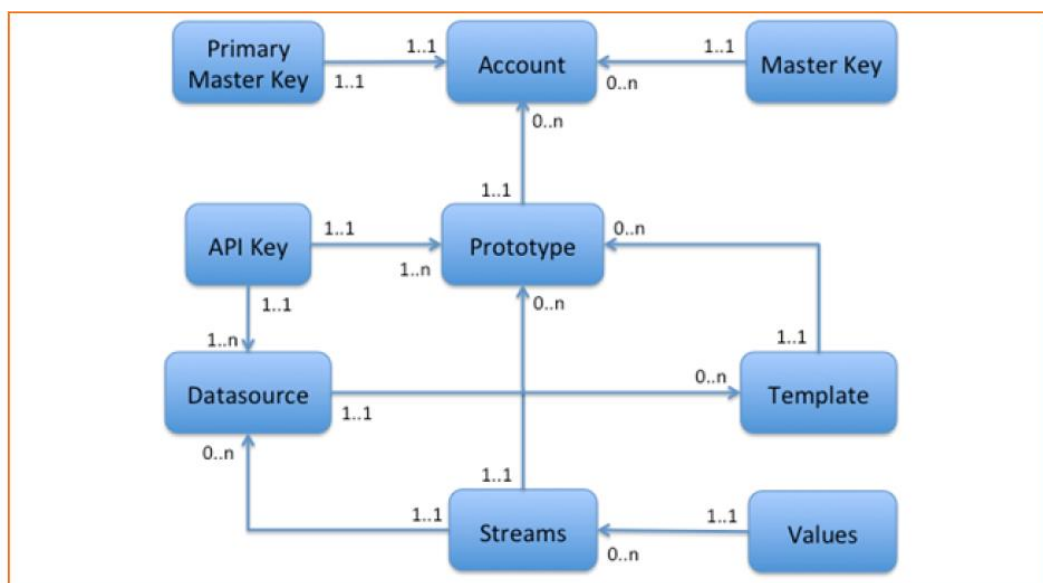 Primary
Master Key
1..1
1..1
Account
1..1
0..n
Master Key
0..n
1..1
API Key
1..1
1..n
Prototype
0..n
1..1
0..n
1..n
1..1
Datasource
1..1
0..n
Template
0..n
1..1
1..1
Streams
1..1
0..n
Values